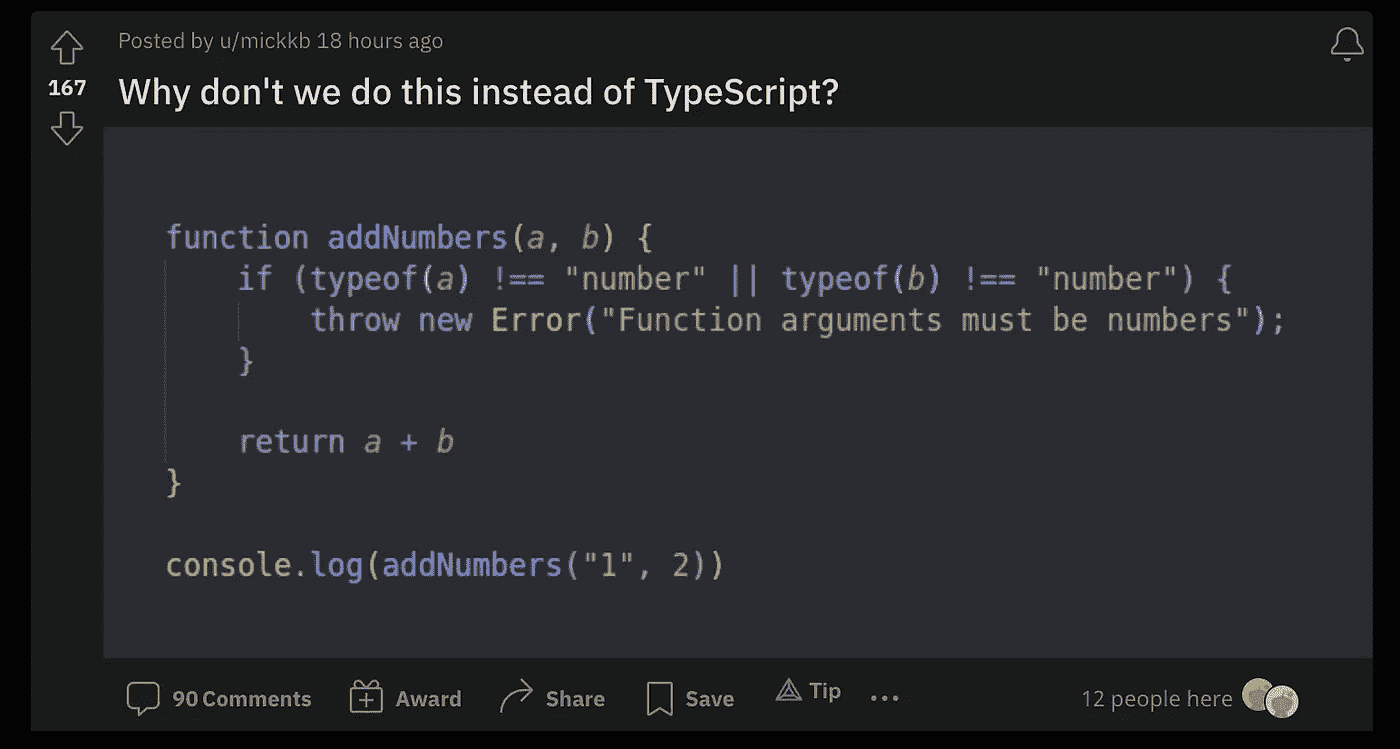 Posted by u/mickkb 18 hours ago
167
Why don't we do this instead of TypeScript?
function addNumbers(a, b) {
if (typeof(a) !== "number" || typeof(b) !== "number") {
throw new Error("Function arguments must be numbers");
}
return a + b
}
console.log(addNumbers("1", 2))
90 Comments Award Share Save Tip ... 12 people here